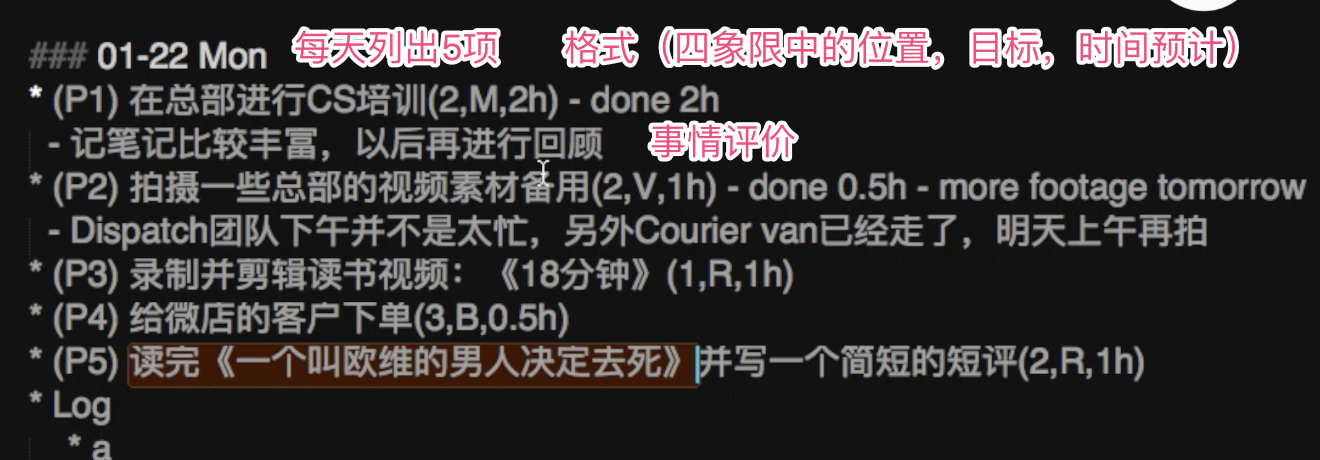 ### 01-22 Mon 每天列出5项 格式（四象限中的位置，目标，时间预计）
* (P1) 在总部进行CS培训(2,M,2h) - done 2h
- 记笔记比较丰富，以后再进行回顾 事情评价
* (P2) 拍摄一些总部的视频素材备用(2,V,1h) - done 0.5h - more footage tomorrow
- Dispatch团队下午并不是太忙，另外Courier van已经走了，明天上午再拍
* (P3) 录制并剪辑读书视频：《18分钟》(1,R,1h)
* (P4) 给微店的客户下单(3,B,0.5h)
* (P5) 读完《一个叫欧维的男人决定去死》并写一个简短的短评(2,R,1h)
* Log
* a